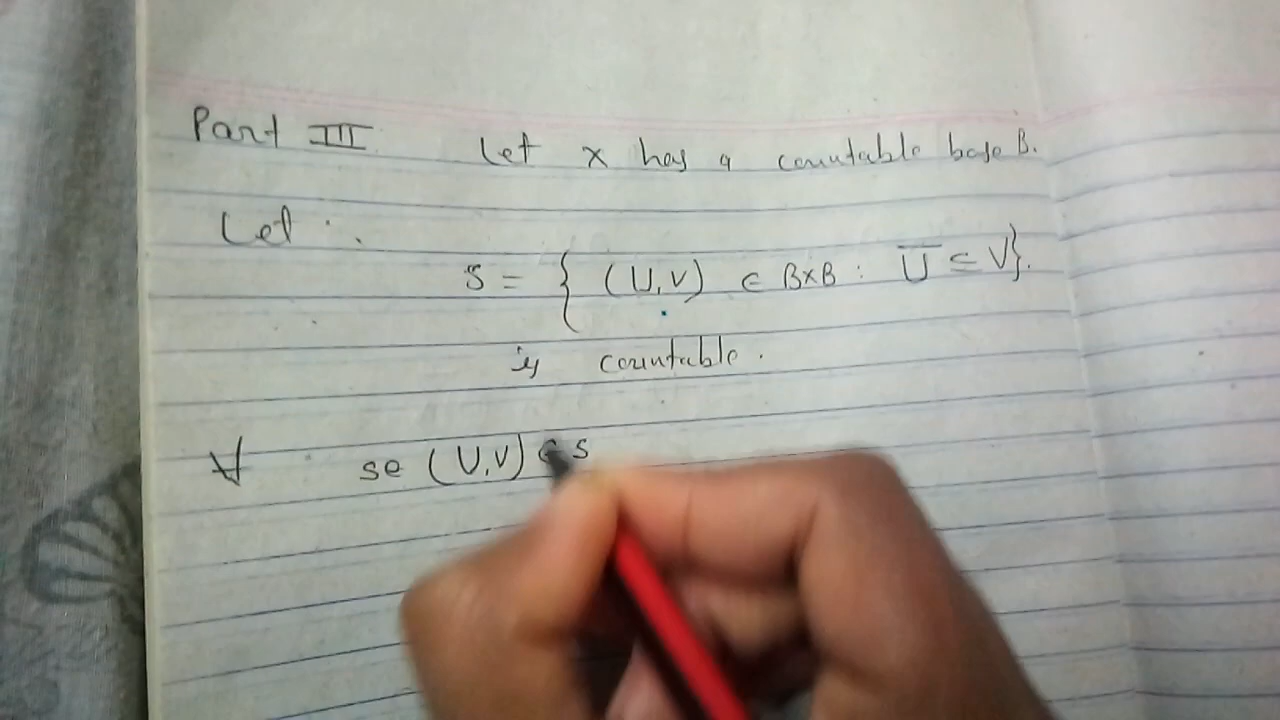 Part III Let x has a countable base B.
Let :.
S = { (U,V) ∈ B×B : U̅ ⊆ V}.
is countable.
∀ se (U,V) ∈ S